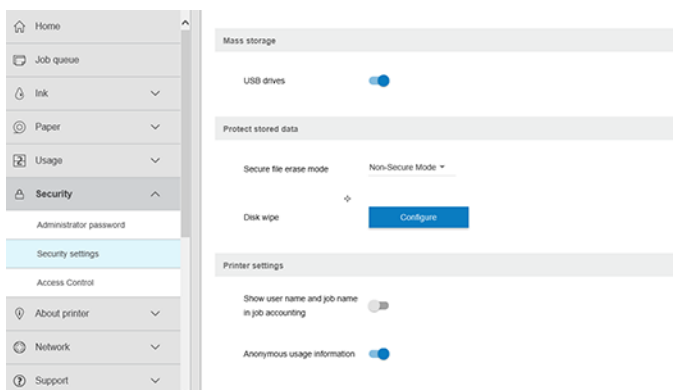 Home
Job queue
Ink
Paper
Usage
Security
Administrator password
Security settings
Access Control
About printer
Network
Support
Mass storage
USB drives
Protect stored data
Secure file erase mode
Non-Secure Mode
Disk wipe
Configure
Printer settings
Show user name and job name
in job accounting
Anonymous usage information